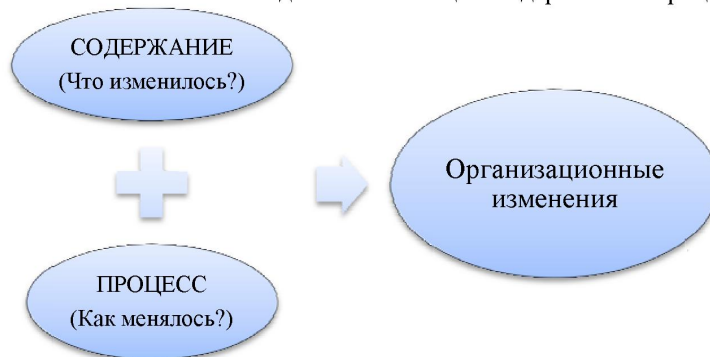 СОДЕРЖАНИЕ
(Что изменилось?)
Организационные
изменения
ПРОЦЕСС
(Как менялось?)